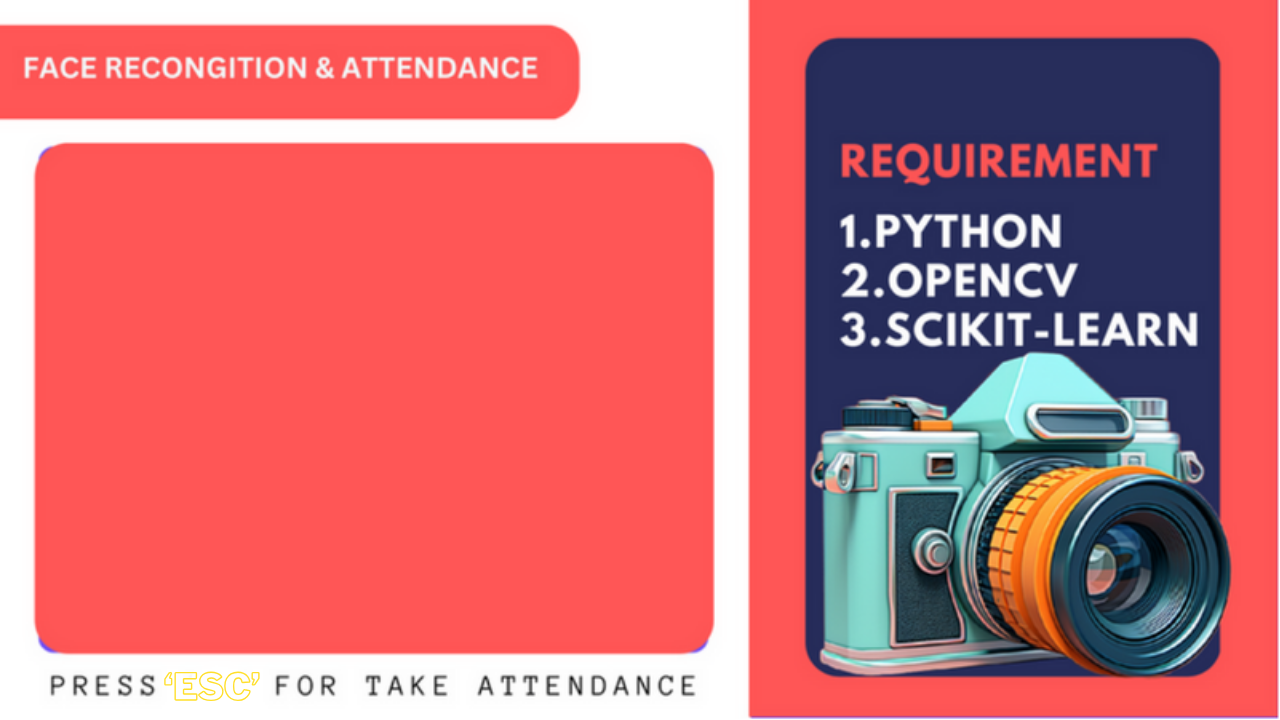 FACE RECONGITION & ATTENDANCE
PRESS ‘ESC’ FOR TAKE ATTENDANCE
REQUIREMENT
1.PYTHON
2.OPENCV
3.SCIKIT-LEARN